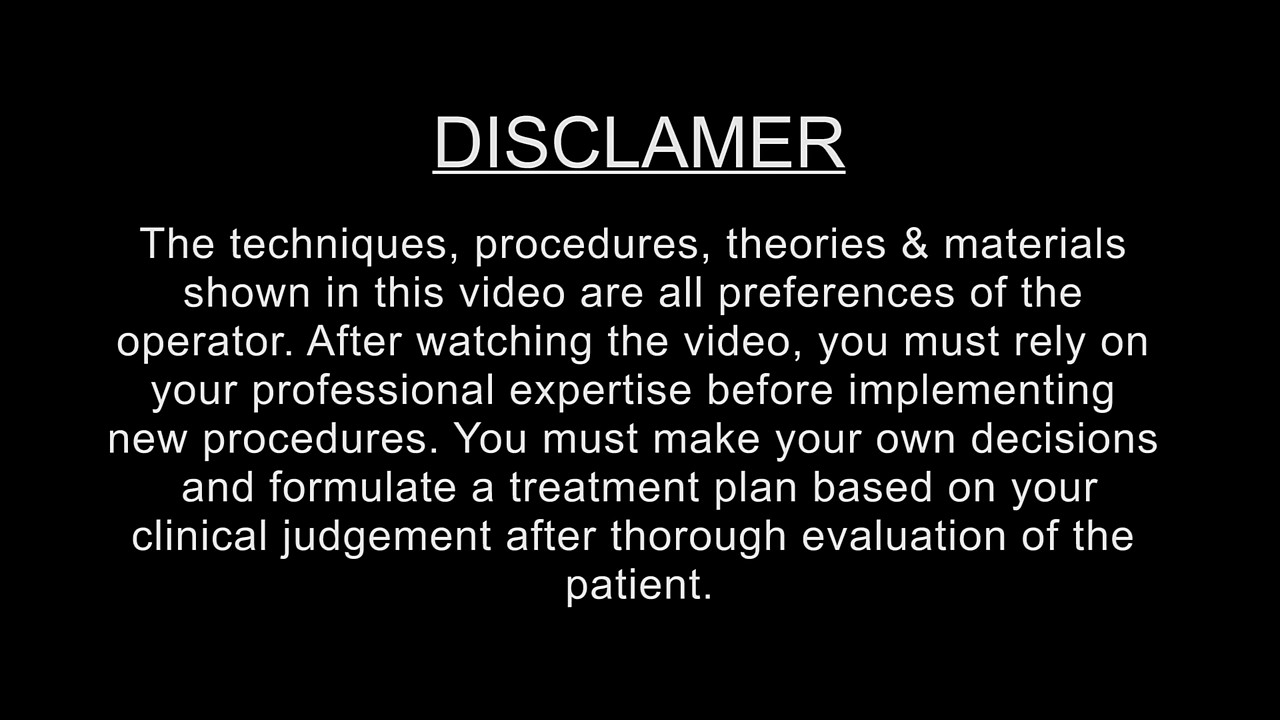 DISCLAMER
The techniques, procedures, theories & materials
shown in this video are all preferences of the
operator. After watching the video, you must rely on
your professional expertise before implementing
new procedures. You must make your own decisions
and formulate a treatment plan based on your
clinical judgement after thorough evaluation of the
patient.